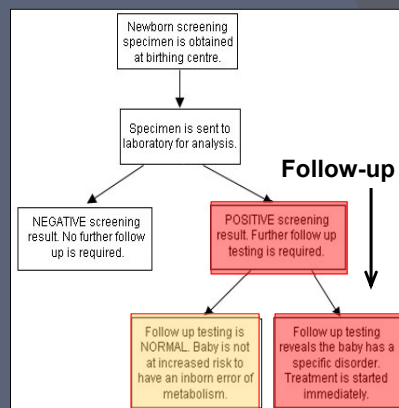 Newborn screening
specimen is obtained
at birthing centre.
Specimen is sent to
laboratory for analysis.
Follow-up
NEGATIVE screening
result. No further follow
up is required.
POSITIVE screening
result. Further follow up
testing is required.
Follow up testing is
NORMAL. Baby is not
at increased risk to
have an inborn error of
metabolism.
Follow up testing
reveals the baby has a
specific disorder.
Treatment is started
immediately.